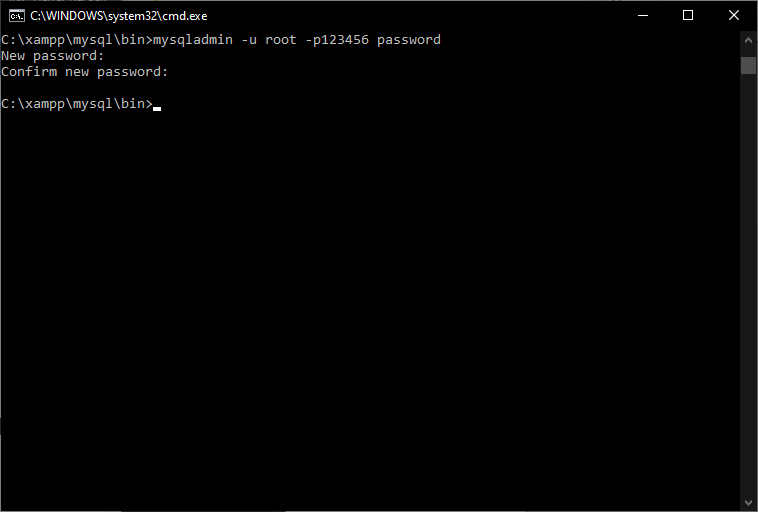 C:\WINDOWS\system32\cmd.exe
C:\xampp\mysql\bin>mysqladmin -u root -p123456 password
New password:
Confirm new password:
C:\xampp\mysql\bin>